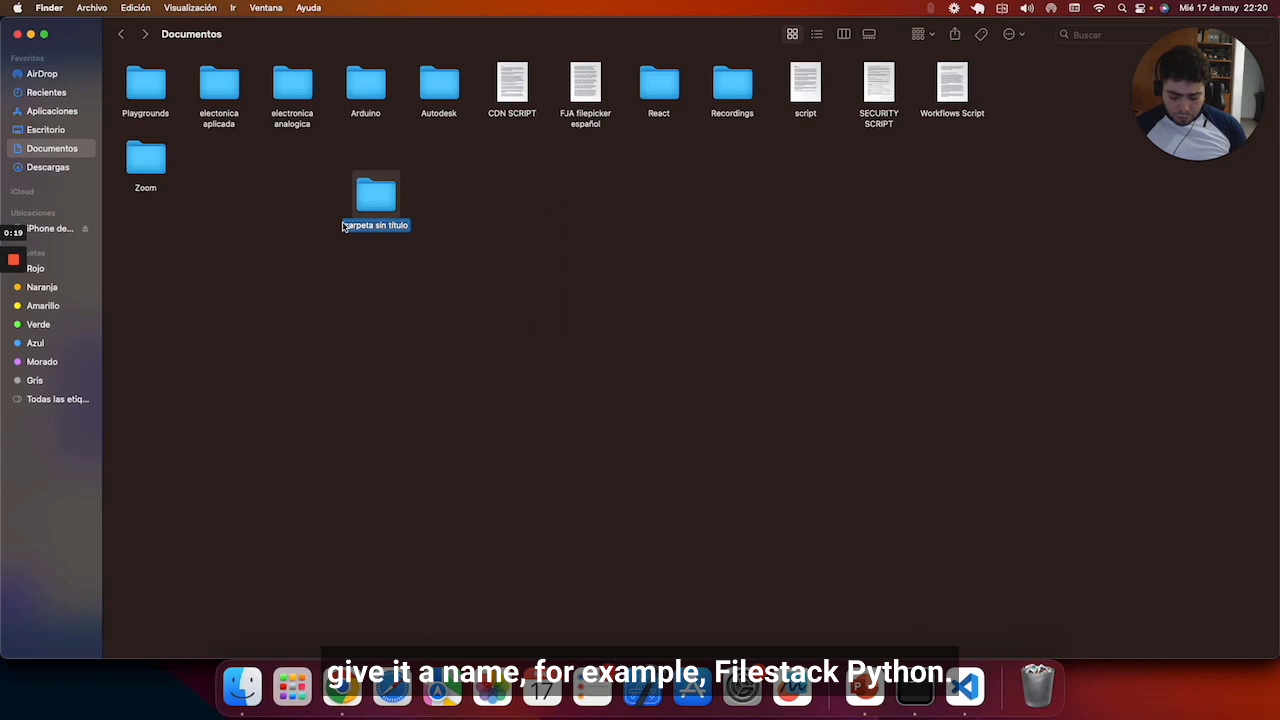 Finder Archivo Edición Visualización Ir Ventana Ayuda Mié 17 de may 22:20
Documentos
Buscar
Favoritos
AirDrop
Recientes
Aplicaciones
Escritorio
Documentos
Descargas
iCloud
Ubicaciones
iPhone de...
0:19
Rojo
Naranja
Amarillo
Verde
Azul
Morado
Gris
Todas las etiq...
Playgrounds
electonica
aplicada
electronica
analogica
Arduino
Autodesk
CDN SCRIPT
FJA filepicker
español
React
Recordings
script
SECURITY
SCRIPT
Workflows Script
Zoom
carpeta sin título
give it a name, for example, Filestack Python.
17